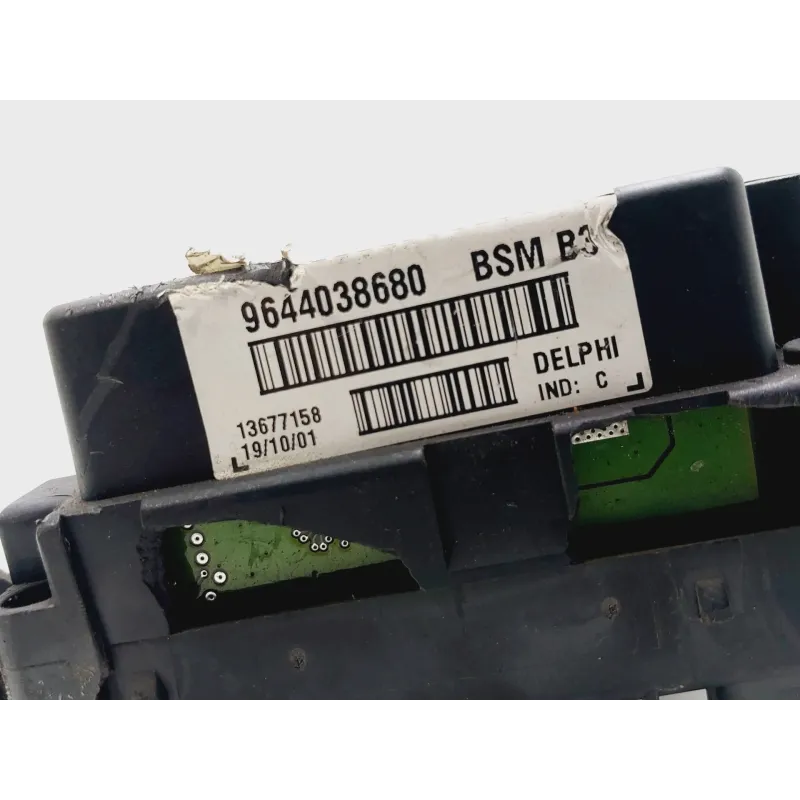 9644038680 BSM B3
DELPHI
13677158
IND: C
19/10/01